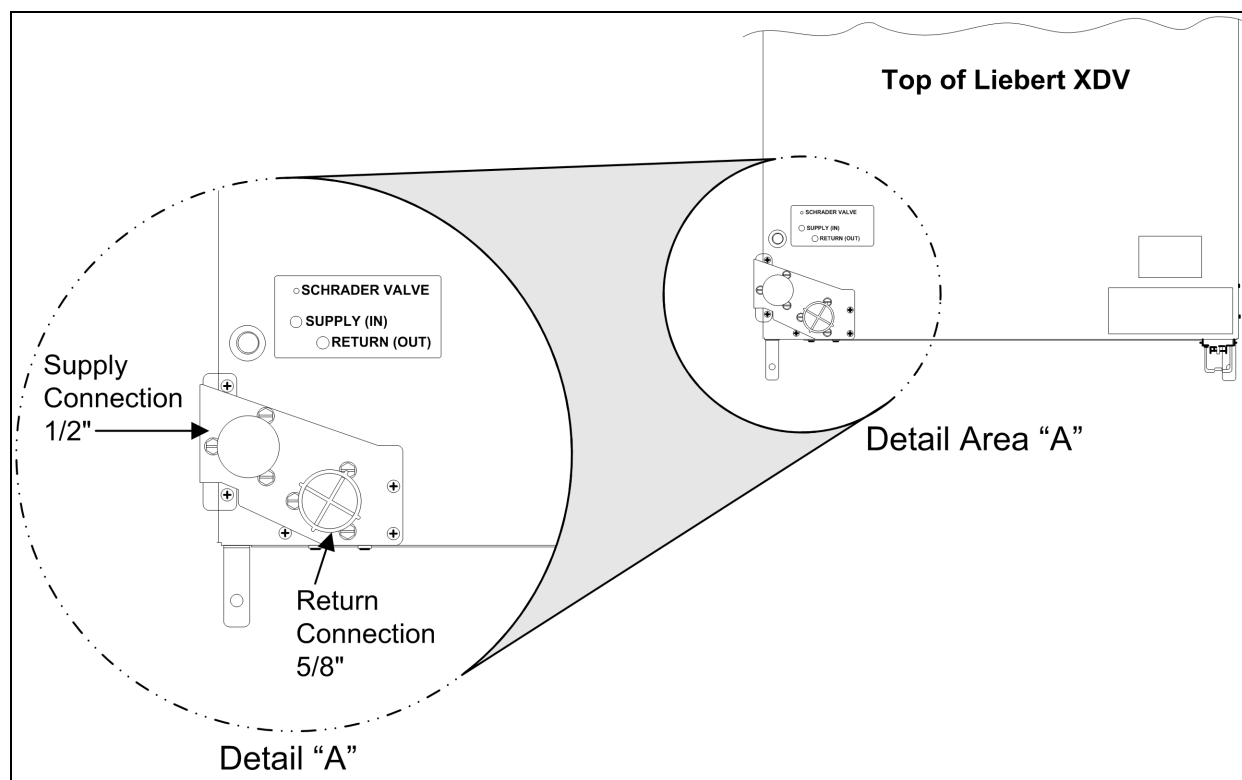 Top of Liebert XDV
SCHRADER VALVE
SUPPLY (IN)
RETURN (OUT)
Detail Area “A”
SCHRADER VALVE
SUPPLY (IN)
RETURN (OUT)
Supply
Connection
1/2"
Return
Connection
5/8"
Detail “A”